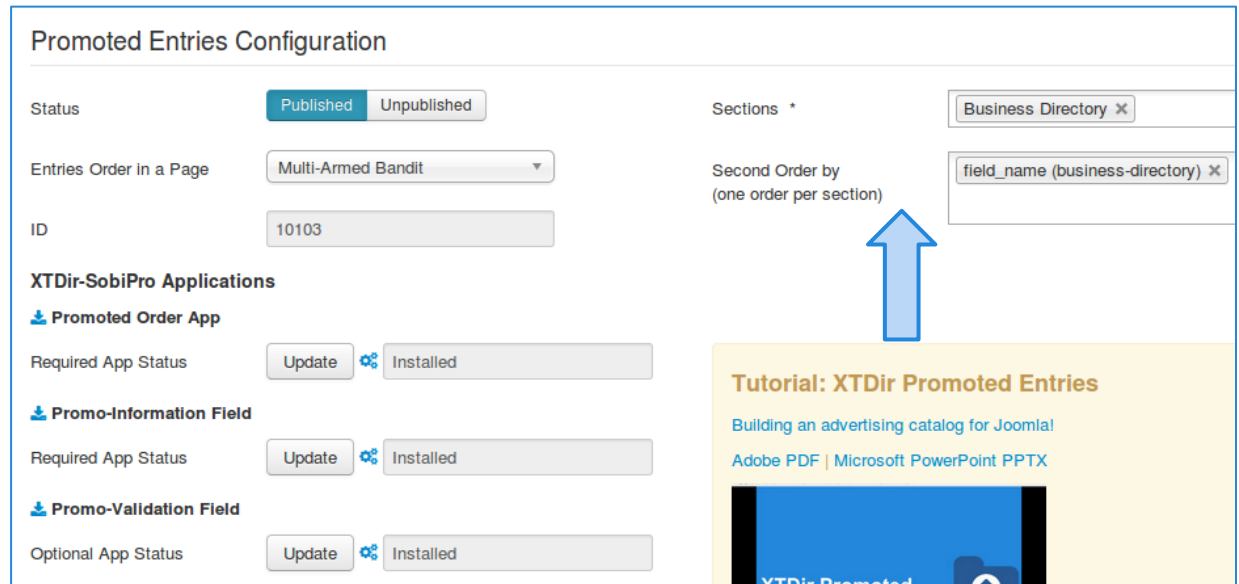 Promoted Entries Configuration
Status
Published Unpublished
Sections *
Business Directory ×
Entries Order in a Page
Multi-Armed Bandit
Second Order by
(one order per section)
field_name (business-directory) ×
ID
10103
XTDir-SobiPro Applications
Promoted Order App
Required App Status
Update Installed
Promo-Information Field
Required App Status
Update Installed
Promo-Validation Field
Optional App Status
Update Installed
Tutorial: XTDir Promoted Entries
Building an advertising catalog for Joomla!
Adobe PDF | Microsoft PowerPoint PPTX
XTDir Promoted